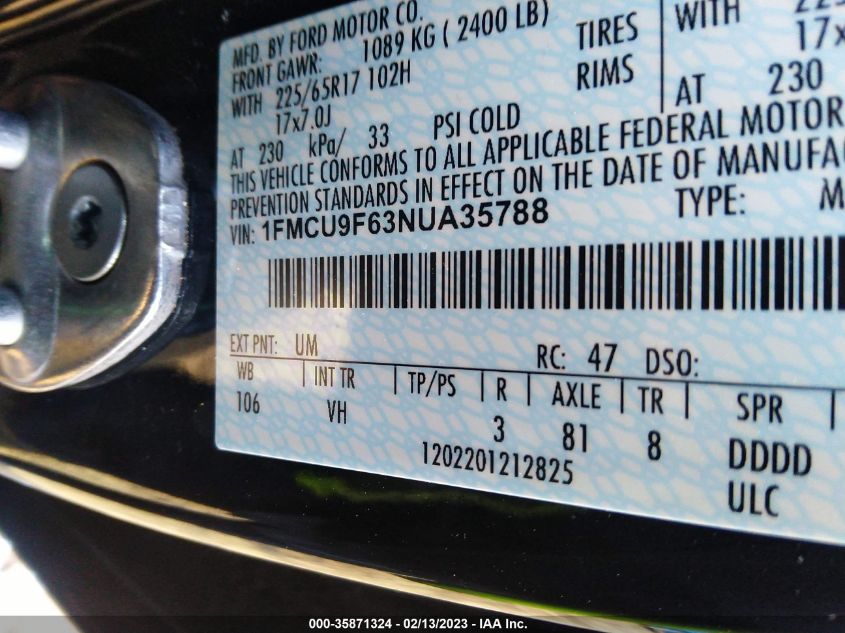 MFD. BY FORD MOTOR CO.
FRONT GAWR: 1089 KG ( 2400 LB)
WITH 225/65R17 102H TIRES
17x7.0J RIMS
AT 230 kPa/ 33 PSI COLD
WITH
17x
AT 230
THIS VEHICLE CONFORMS TO ALL APPLICABLE FEDERAL MOTOR
PREVENTION STANDARDS IN EFFECT ON THE DATE OF MANUFA
VIN: 1FMCU9F63NUA35788 TYPE: M
EXT PNT: UM RC: 47 DSO:
WB INT TR TP/PS R AXLE TR SPR
106 VH 3 81 8 DDDD
1202201212825 ULC
000-35871324 — 02/13/2023 — IAA Inc.